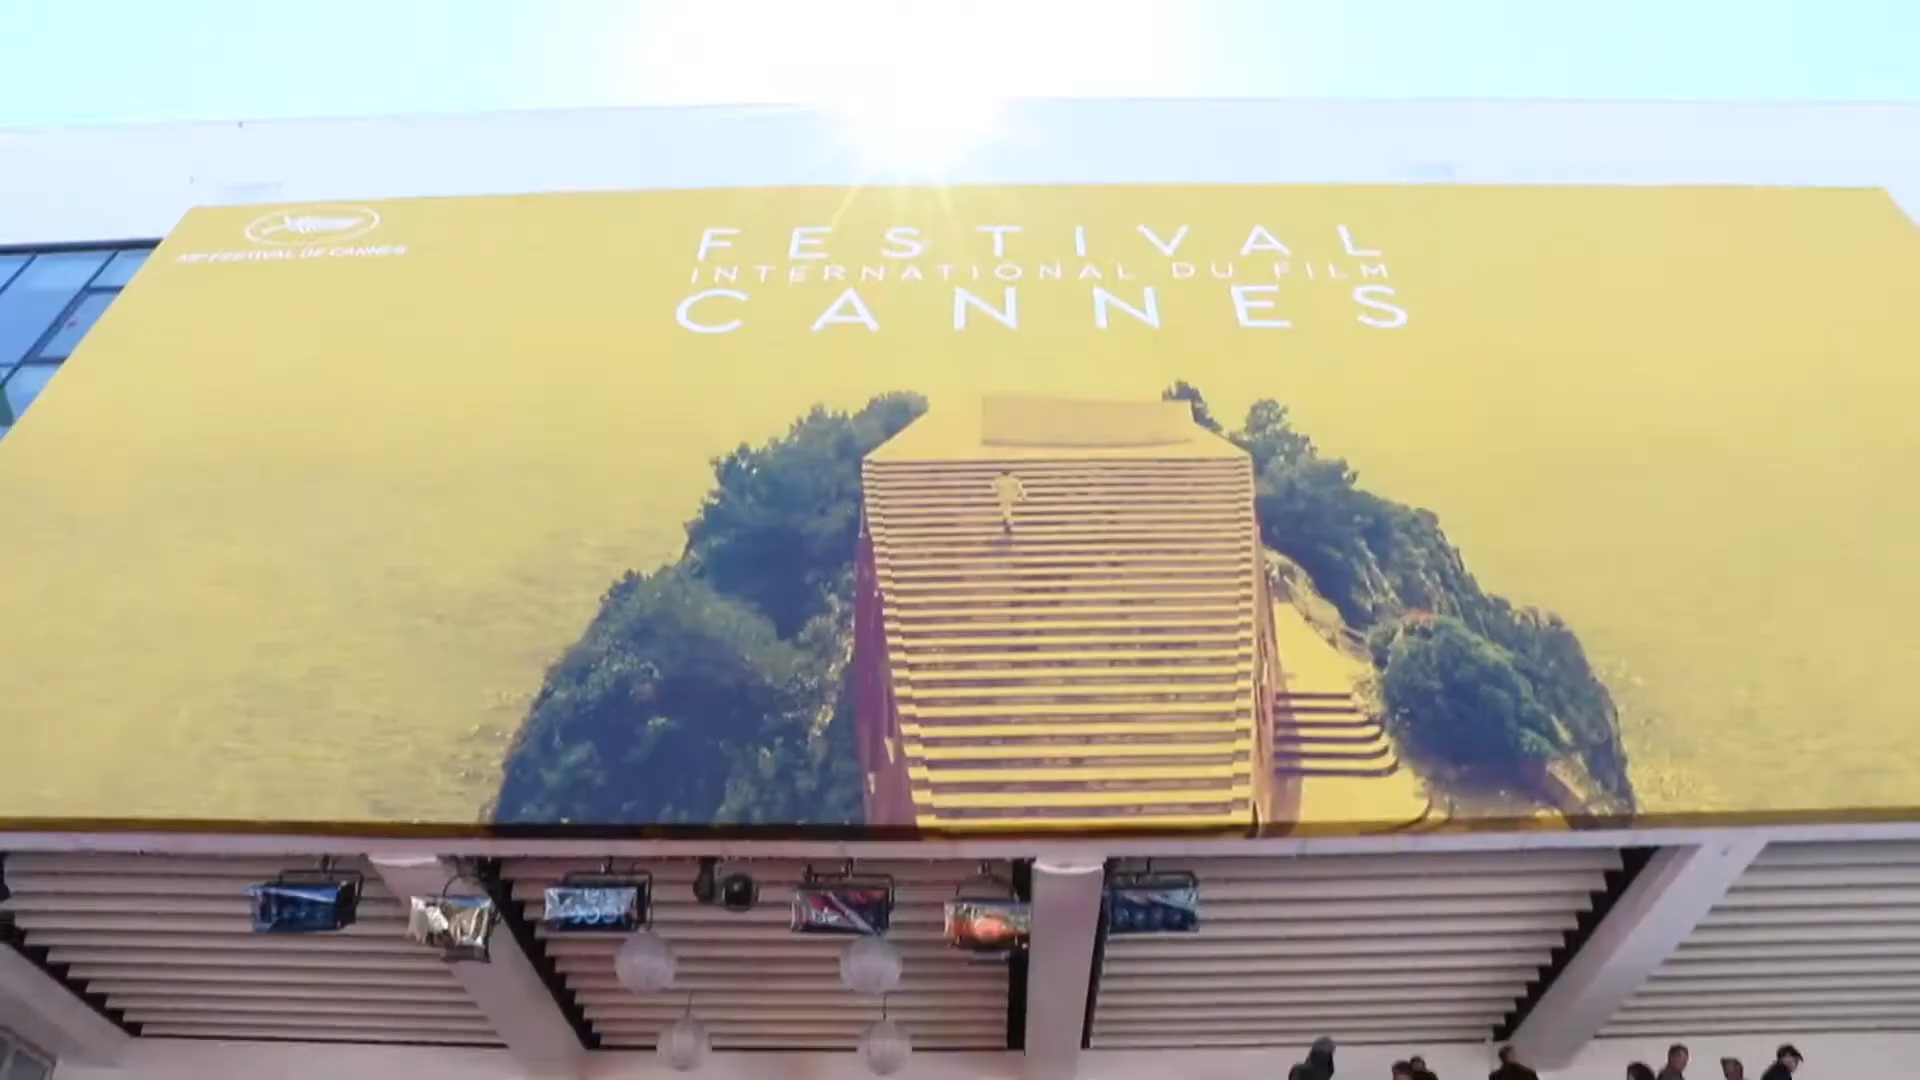 FESTIVAL DE CANNES
FESTIVAL
INTERNATIONAL DU FILM
CANNES